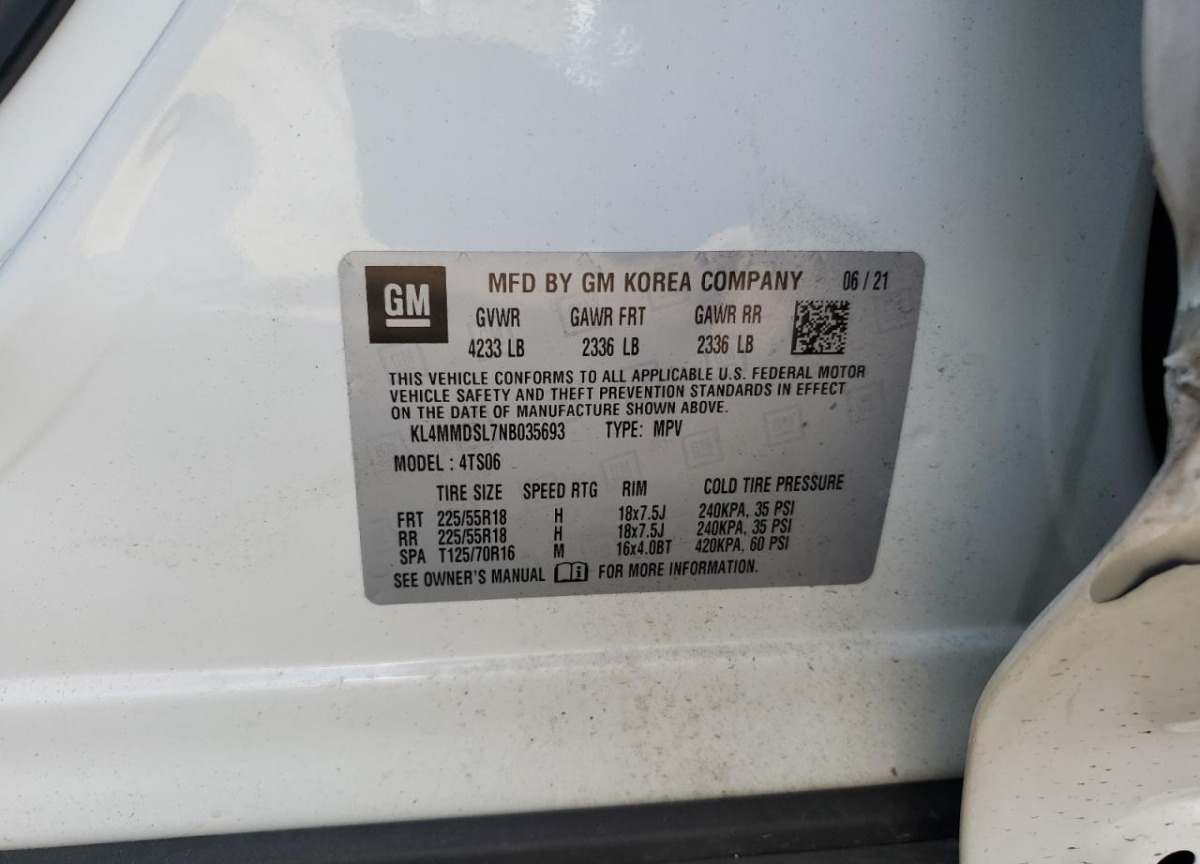 GM
MFD BY GM KOREA COMPANY 06/21
GVWR GAWR FRT GAWR RR
4233 LB 2336 LB 2336 LB
THIS VEHICLE CONFORMS TO ALL APPLICABLE U.S. FEDERAL MOTOR
VEHICLE SAFETY AND THEFT PREVENTION STANDARDS IN EFFECT
ON THE DATE OF MANUFACTURE SHOWN ABOVE.
KL4MMDSL7NB035693 TYPE: MPV
MODEL : 4TS06
TIRE SIZE SPEED RTG RIM COLD TIRE PRESSURE
FRT 225/55R18 H 18x7.5J 240KPA, 35 PSI
RR 225/55R18 H 18x7.5J 240KPA, 35 PSI
SPA T125/70R16 M 16x4.0BT 420KPA, 60 PSI
SEE OWNER'S MANUAL FOR MORE INFORMATION.